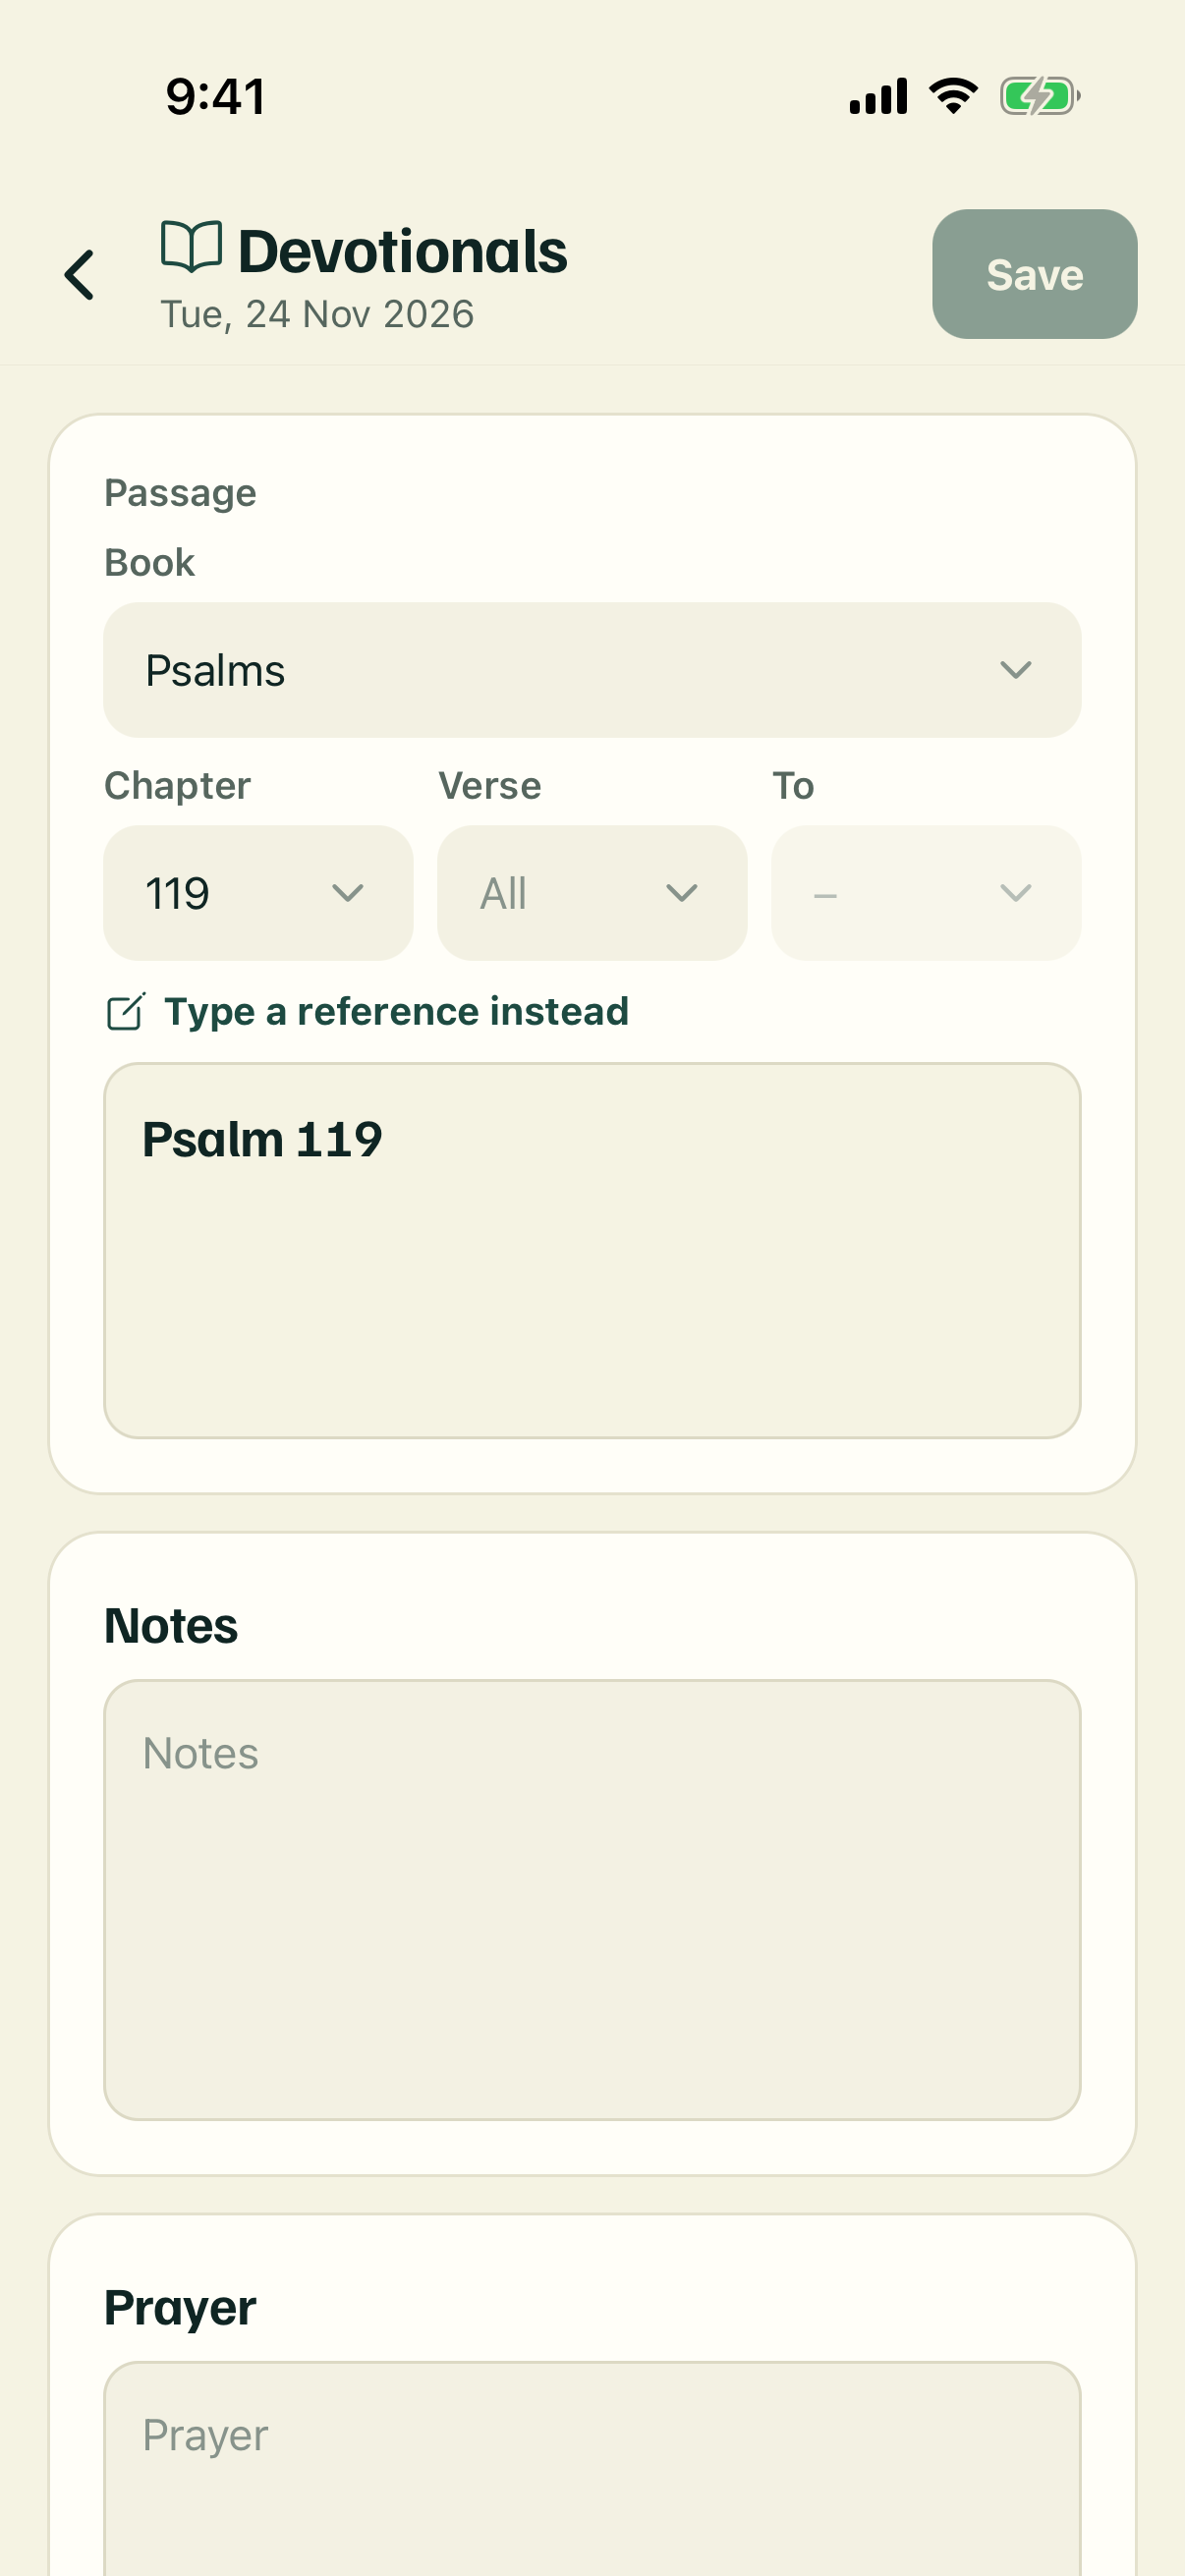 9:41
Devotionals
Tue, 24 Nov 2026
Save
Passage
Book
Psalms
Chapter Verse To
119 All –
Type a reference instead
Psalm 119
Notes
Notes
Prayer
Prayer